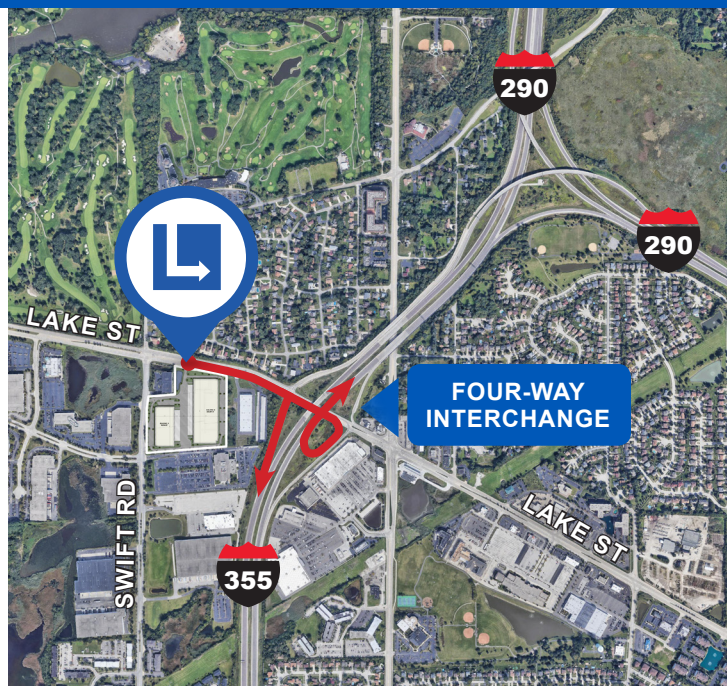 290
290
LAKE ST
FOUR-WAY
INTERCHANGE
SWIFT RD
LAKE ST
355